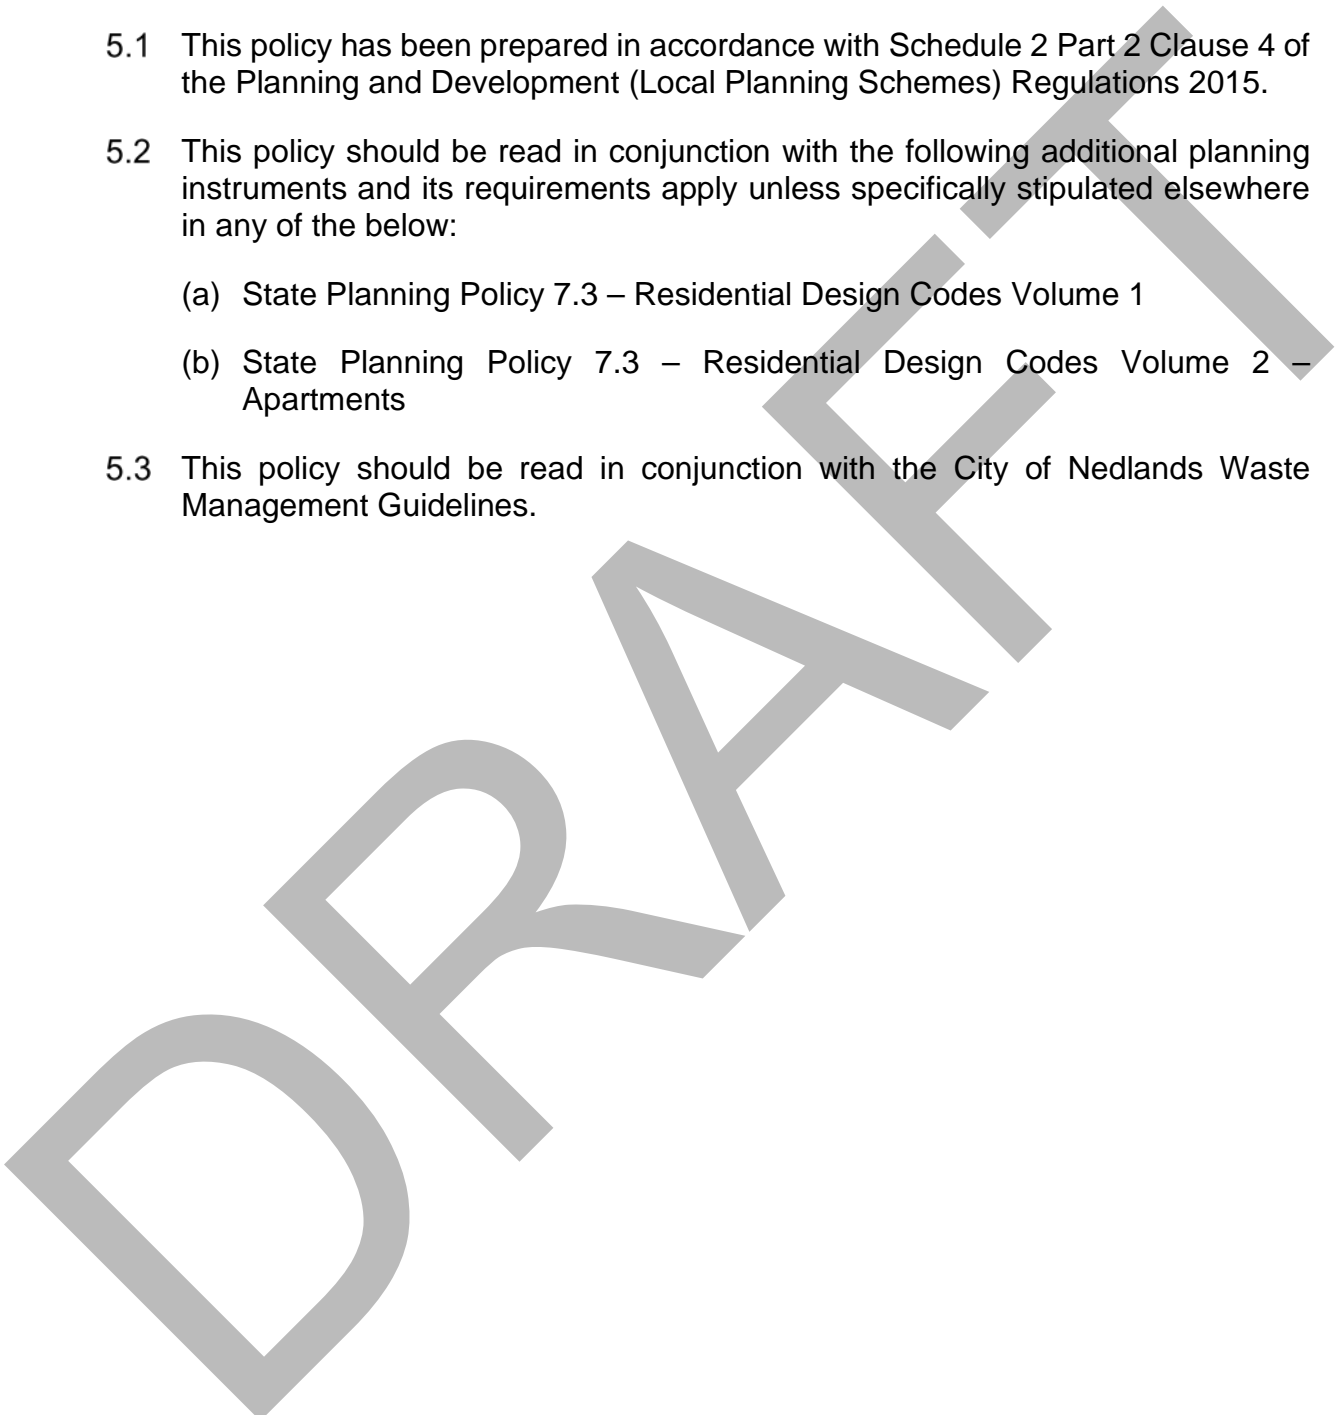 5.1 This policy has been prepared in accordance with Schedule 2 Part 2 Clause 4 of
the Planning and Development (Local Planning Schemes) Regulations 2015.
5.2 This policy should be read in conjunction with the following additional planning
instruments and its requirements apply unless specifically stipulated elsewhere
in any of the below:
(a) State Planning Policy 7.3 – Residential Design Codes Volume 1
(b) State Planning Policy 7.3 – Residential Design Codes Volume 2 –
Apartments
5.3 This policy should be read in conjunction with the City of Nedlands Waste
Management Guidelines.
DRAFT